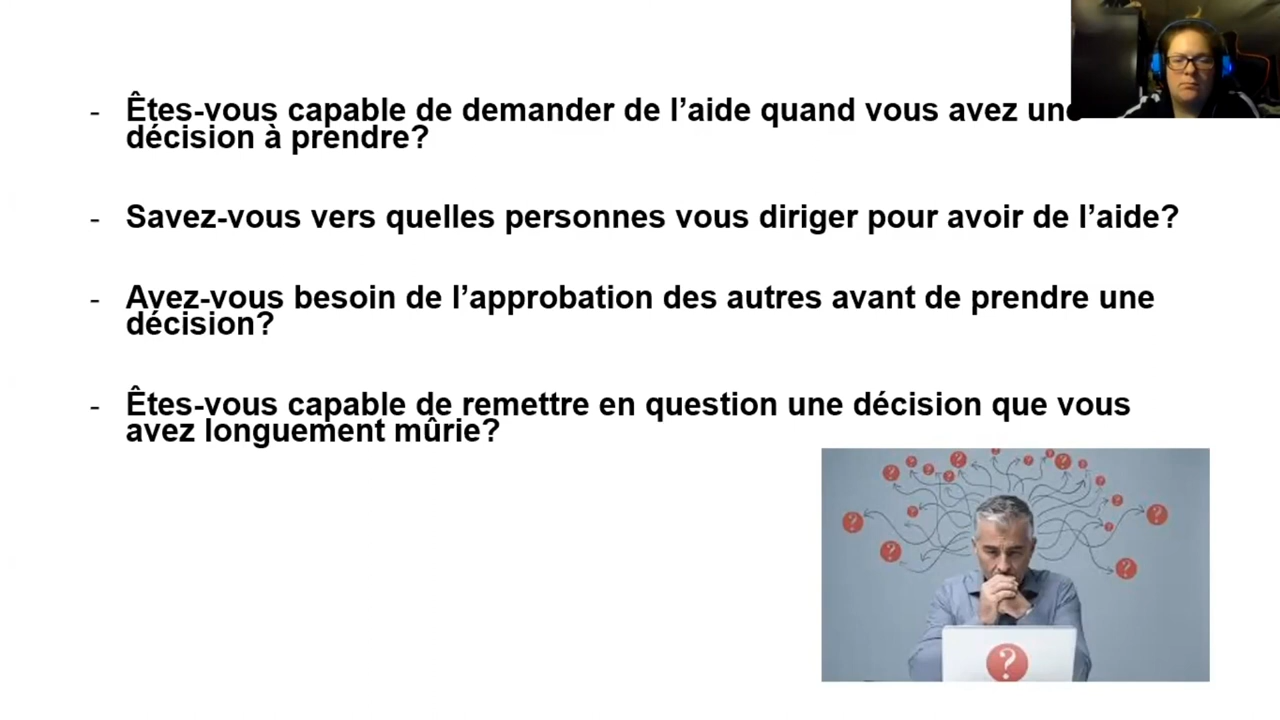 - Êtes-vous capable de demander de l’aide quand vous avez une
décision à prendre?
- Savez-vous vers quelles personnes vous diriger pour avoir de l’aide?
- Avez-vous besoin de l’approbation des autres avant de prendre une
décision?
- Êtes-vous capable de remettre en question une décision que vous
avez longuement mûrie?